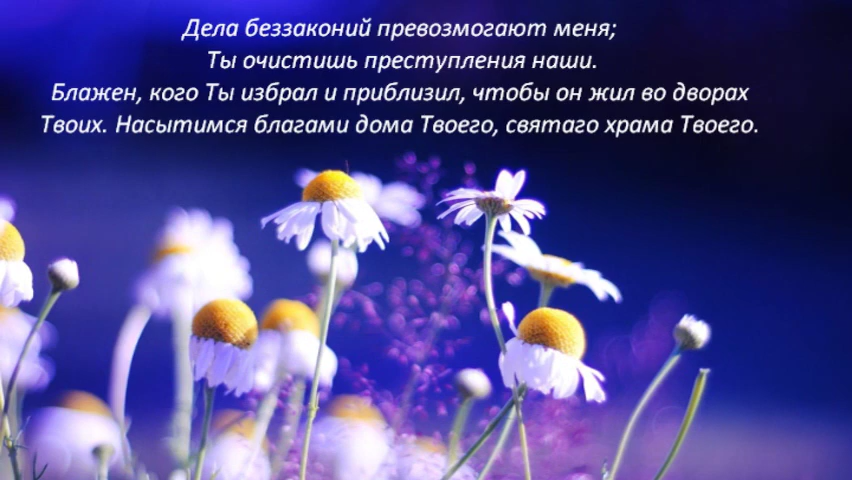 Дела беззаконий превозмогают меня;
Ты очистишь преступления наши.
Блажен, кого Ты избрал и приблизил, чтобы он жил во дворах
Твоих. Насытимся благами дома Твоего, святаго храма Твоего.